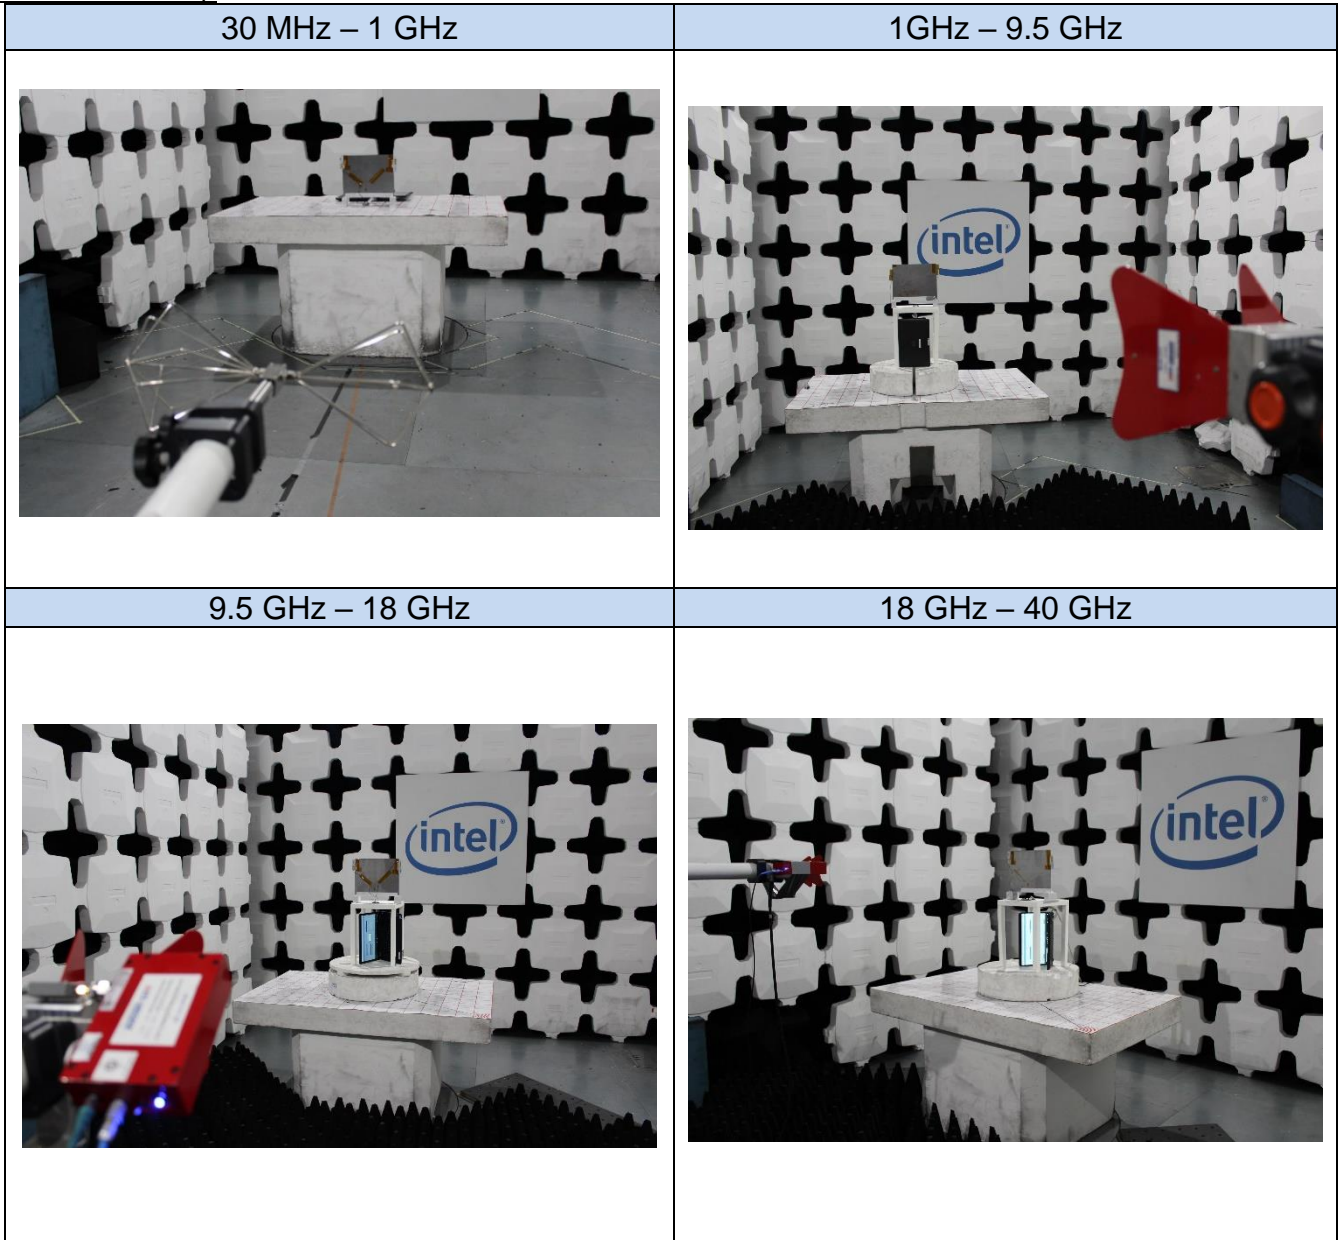 30 MHz – 1 GHz
1GHz – 9.5 GHz
intel®
9.5 GHz – 18 GHz
18 GHz – 40 GHz
intel®
intel®